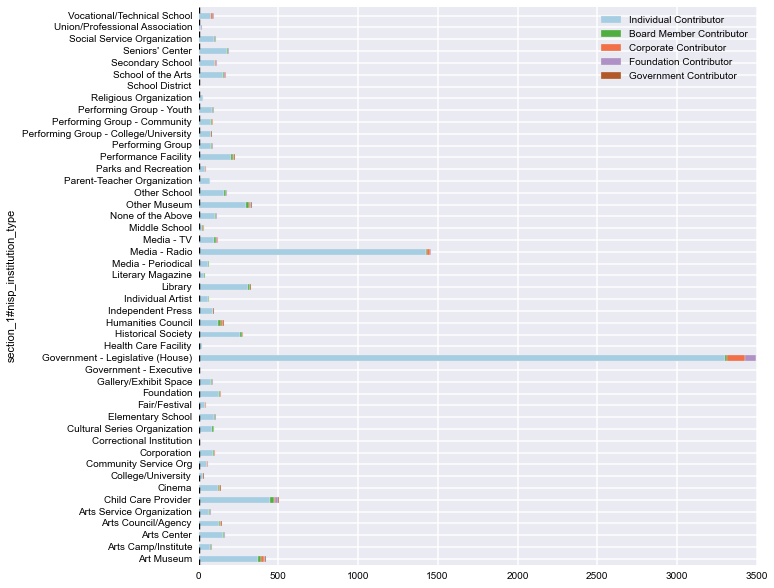 Vocational/Technical School
Union/Professional Association
Social Service Organization
Seniors' Center
Secondary School
School of the Arts
School District
Religious Organization
Performing Group - Youth
Performing Group - Community
Performing Group - College/University
Performing Group
Performance Facility
Parks and Recreation
Parent-Teacher Organization
Other School
Other Museum
None of the Above
Middle School
Media - TV
Media - Radio
Media - Periodical
Literary Magazine
Library
Individual Artist
Independent Press
Humanities Council
Historical Society
Health Care Facility
Government - Legislative (House)
Government - Executive
Gallery/Exhibit Space
Foundation
Fair/Festival
Elementary School
Cultural Series Organization
Correctional Institution
Corporation
Community Service Org
College/University
Cinema
Child Care Provider
Arts Service Organization
Arts Council/Agency
Arts Center
Arts Camp/Institute
Art Museum
section_1#nisp_institution_type
Individual Contributor
Board Member Contributor
Corporate Contributor
Foundation Contributor
Government Contributor
0 500 1000 1500 2000 2500 3000 3500